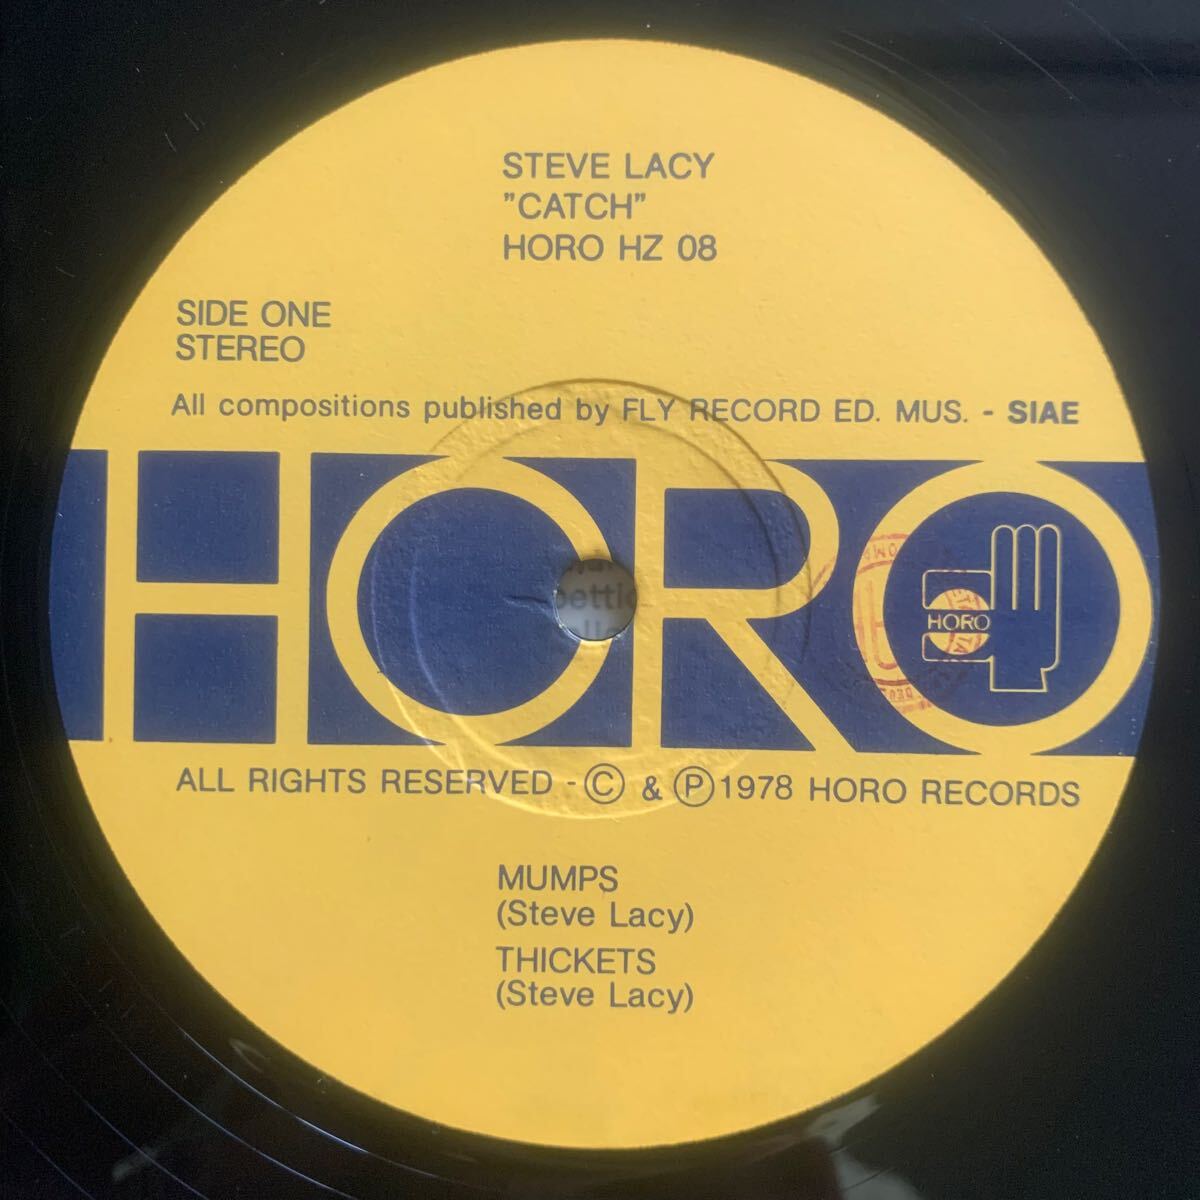 STEVE LACY
"CATCH"
HORO HZ 08
SIDE ONE
STEREO
All compositions published by FLY RECORD ED. MUS. - SIAE
HORO
HORO
ALL RIGHTS RESERVED - © & ℗ 1978 HORO RECORDS
MUMPS
(Steve Lacy)
THICKETS
(Steve Lacy)